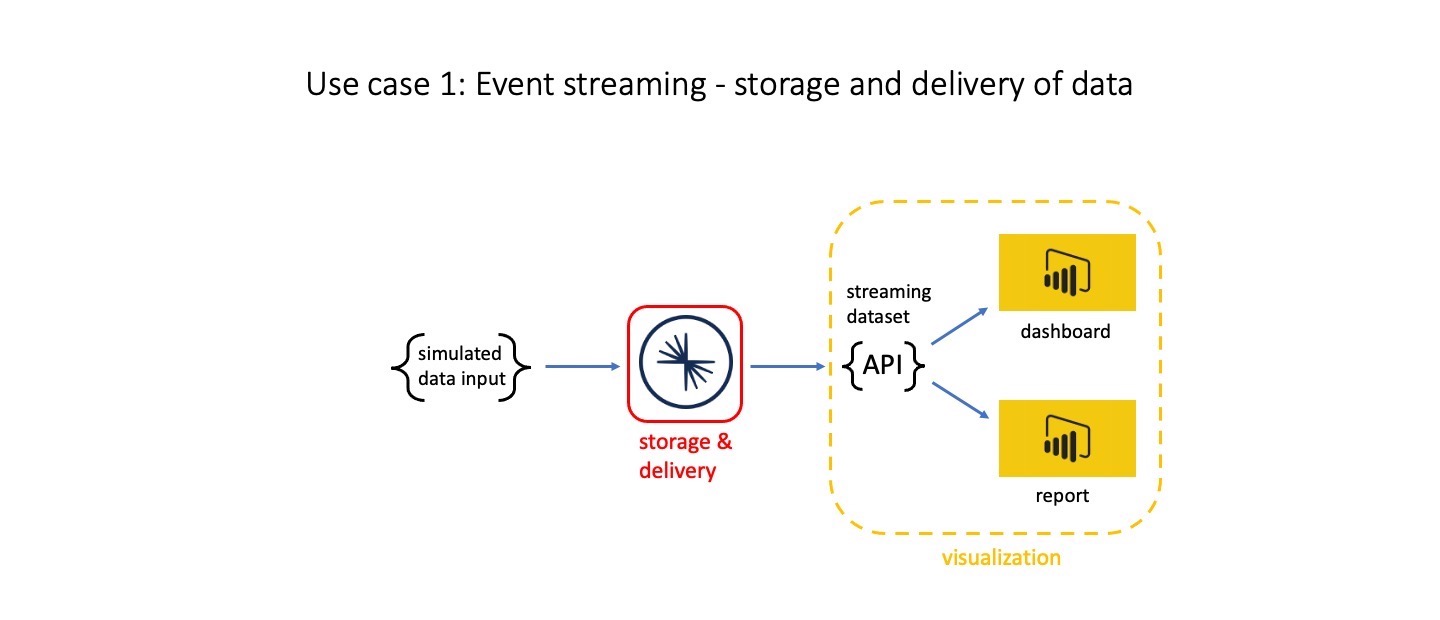 Use case 1: Event streaming - storage and delivery of data
simulated
data input
storage &
delivery
streaming
dataset
{API}
dashboard
report
visualization